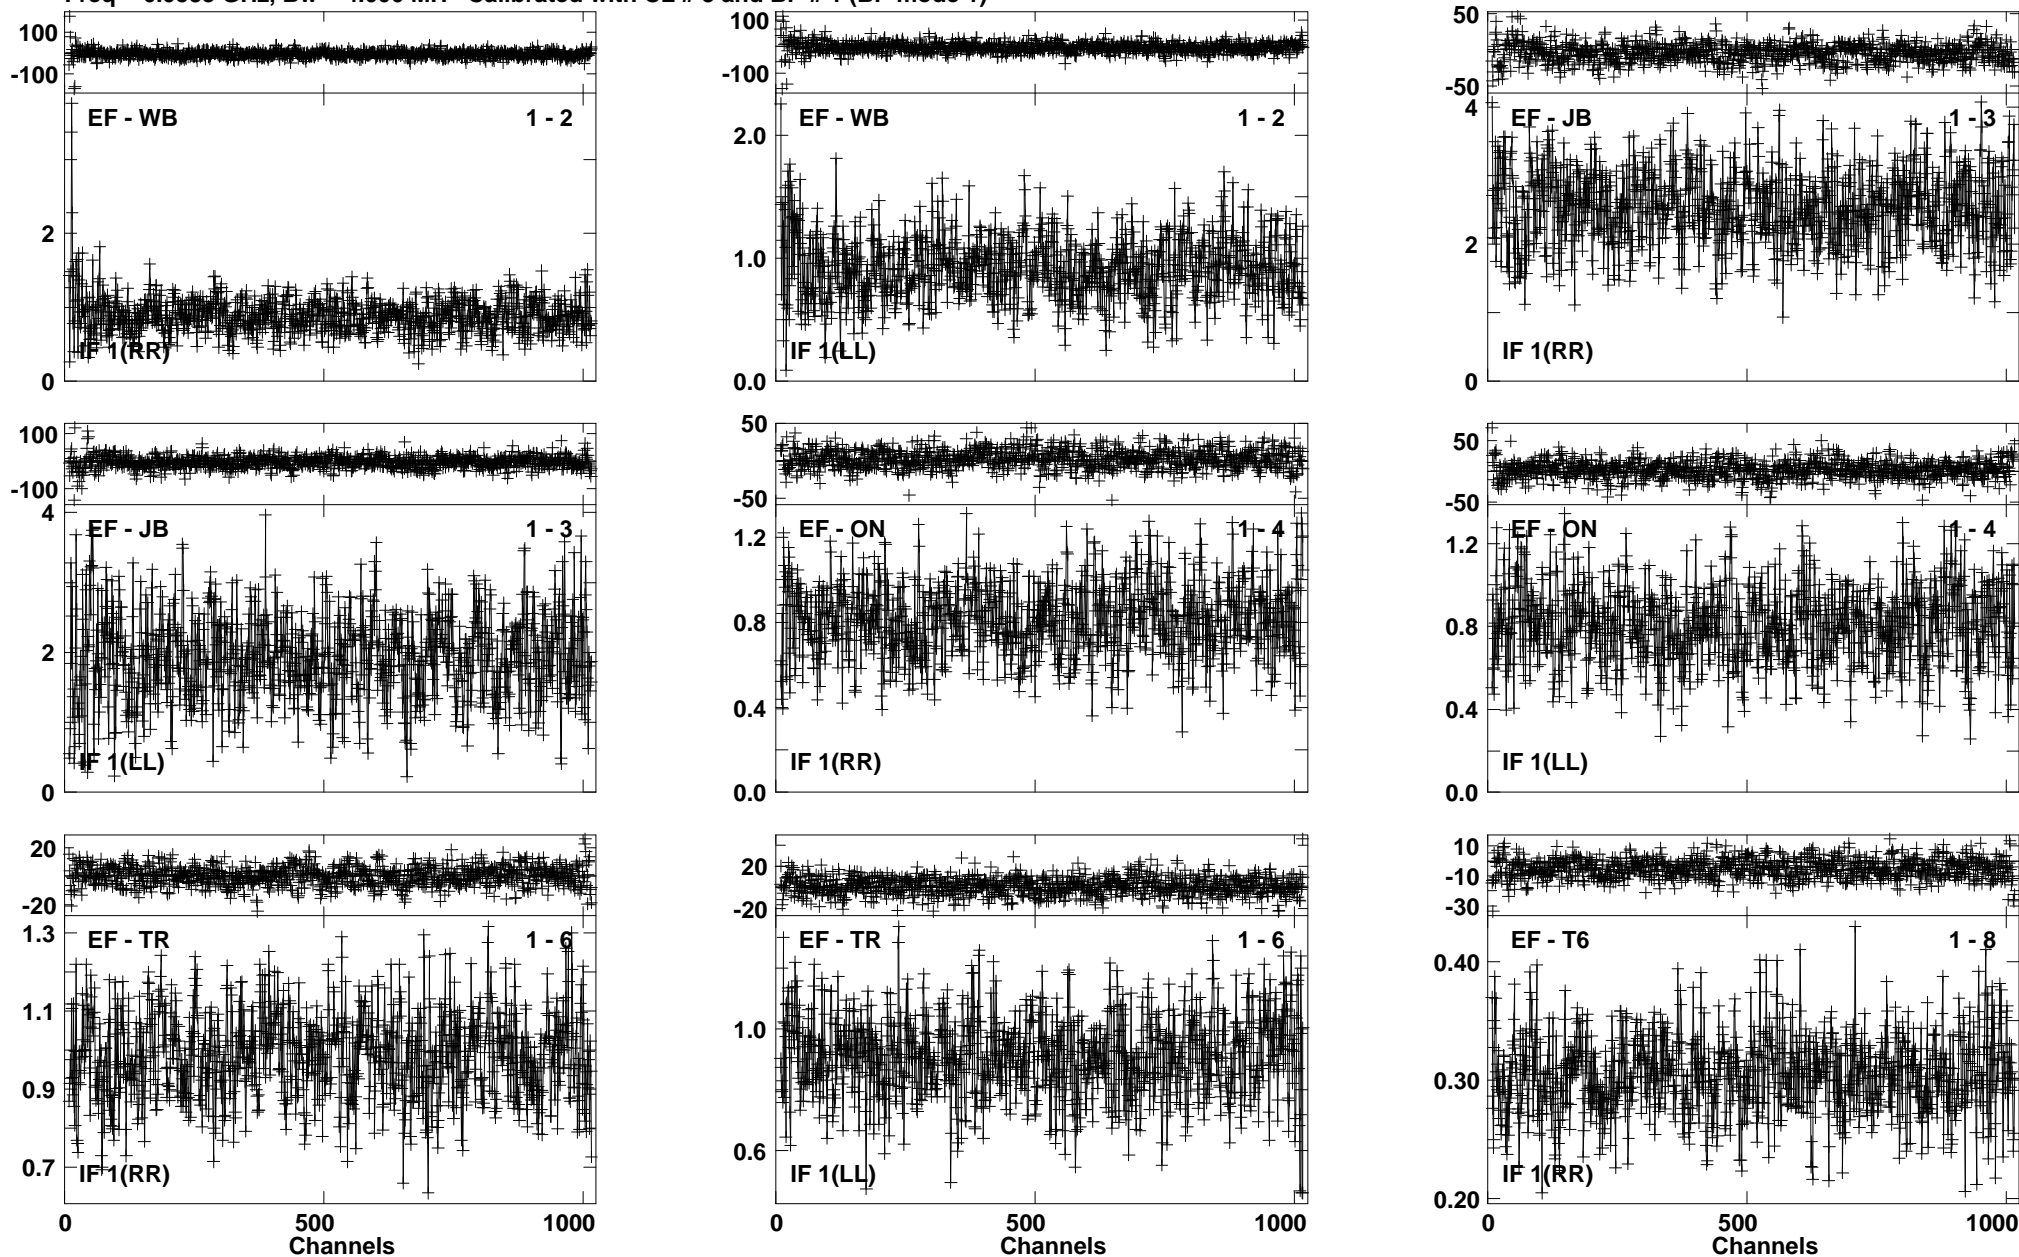 100
-100
EF - WB 1 - 2
2
IF 1(RR)
0
100
-100
EF - WB 1 - 2
2.0
1.0
IF 1(LL)
0.0
50
-50
4
EF - JB 1 - 3
2
IF 1(RR)
0
100
-100
4
EF - JB 1 - 3
2
IF 1(LL)
0
50
-50
EF - ON 1 - 4
1.2
0.8
0.4
IF 1(RR)
0.0
50
-50
EF - ON 1 - 4
1.2
0.8
0.4
IF 1(LL)
0.0
20
-20
1.3
EF - TR 1 - 6
1.1
0.9
0.7
IF 1(RR)
0 500 1000
Channels
20
-20
EF - TR 1 - 6
1.0
0.6
IF 1(LL)
0 500 1000
Channels
10
-10
-30
EF - T6 1 - 8
0.40
0.30
IF 1(RR)
0.20
0 500 1000
Channels